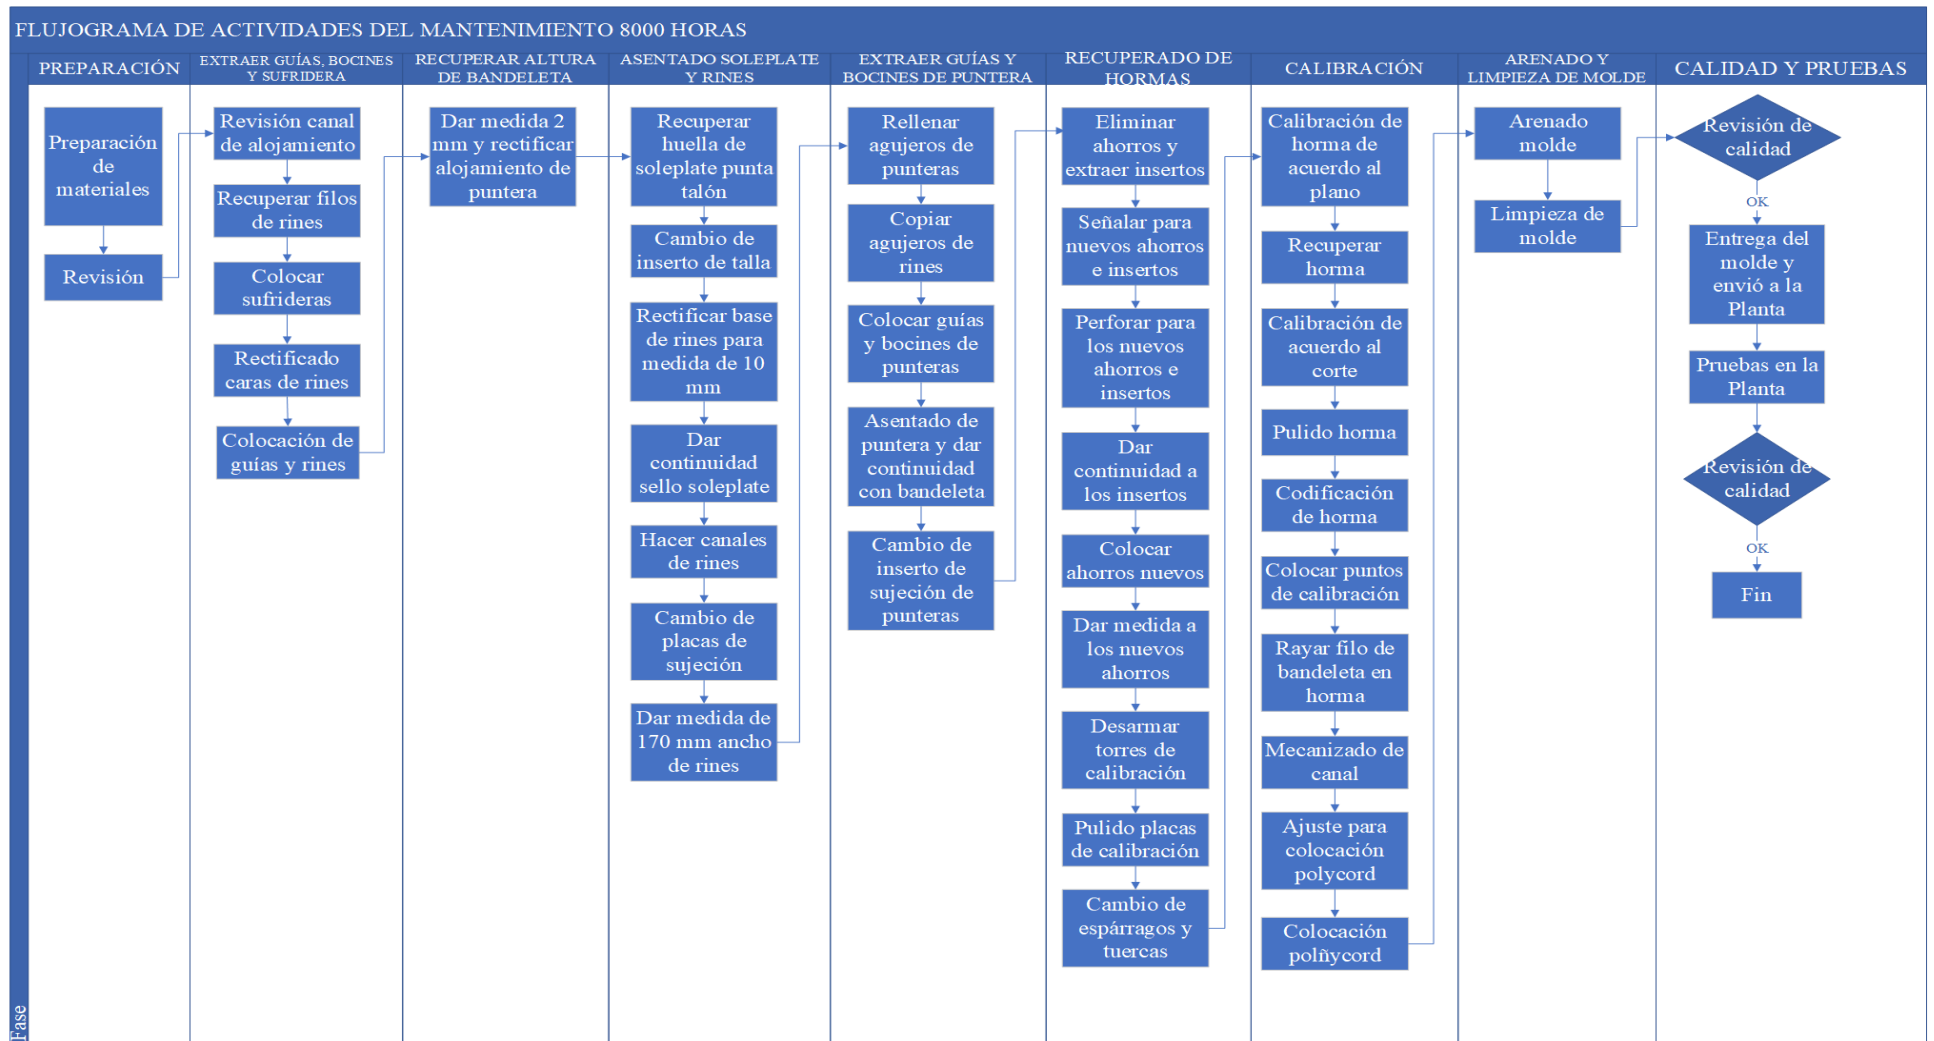 FLUJOGRAMA DE ACTIVIDADES DEL MANTENIMIENTO 8000 HORAS
Fase
PREPARACIÓN
Preparación
de
materiales
Revisión
EXTRAER GUÍAS, BOCINES
Y SUFRIDERA
Revisión canal
de alojamiento
Recuperar filos
de rines
Colocar
sufrideras
Rectificado
caras de rines
Colocación de
guías y rines
RECUPERAR ALTURA
DE BANDELETA
Dar medida 2
mm y rectificar
alojamiento de
puntera
ASENTADO SOLEPLATE
Y RINES
Recuperar
huella de
soleplate punta
talón
Cambio de
inserto de talla
Rectificar base
de rines para
medida de 10
mm
Dar
continuidad
sello soleplate
Hacer canales
de rines
Cambio de
placas de
sujeción
Dar medida de
170 mm ancho
de rines
EXTRAER GUÍAS Y
BOCINES DE PUNTERA
Rellenar
agujeros de
punteras
Copiar
agujeros de
rines
Colocar guías
y bocines de
punteras
Asentado de
puntera y dar
continuidad
con bandeleta
Cambio de
inserto de
sujeción de
punteras
RECUPERADO DE
HORMAS
Eliminar
ahorros y
extraer insertos
Señalar para
nuevos ahorros
e insertos
Perforar para
los nuevos
ahorros e
insertos
Dar
continuidad a
los insertos
Colocar
ahorros nuevos
Dar medida a
los nuevos
ahorros
Desarmar
torres de
calibración
Pulido placas
de calibración
Cambio de
espárragos y
tuercas
CALIBRACIÓN
Calibración de
horma de
acuerdo al
plano
Recuperar
horma
Calibración de
acuerdo al
corte
Pulido horma
Codificación
de horma
Colocar puntos
de calibración
Rayar filo de
bandeleta en
horma
Mecanizado de
canal
Ajuste para
colocación
polycord
Colocación
polñycord
ARENADO Y
LIMPIEZA DE MOLDE
Arenado
molde
Limpieza de
molde
CALIDAD Y PRUEBAS
Revisión de
calidad
OK
Entrega del
molde y
envió a la
Planta
Pruebas en la
Planta
Revisión de
calidad
OK
Fin